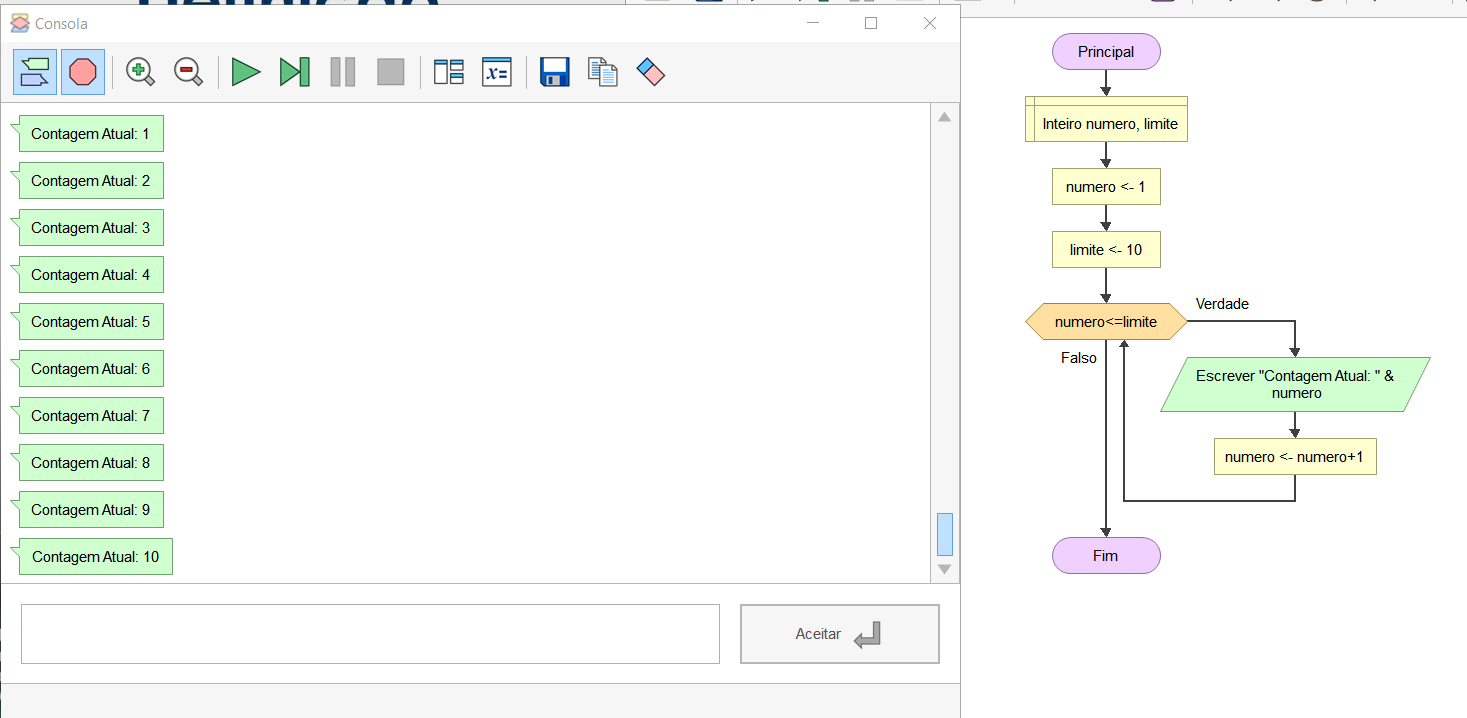 Consola
x=
Contagem Atual: 1
Contagem Atual: 2
Contagem Atual: 3
Contagem Atual: 4
Contagem Atual: 5
Contagem Atual: 6
Contagem Atual: 7
Contagem Atual: 8
Contagem Atual: 9
Contagem Atual: 10
Aceitar
Principal
Inteiro numero, limite
numero <- 1
limite <- 10
numero<=limite
Verdade
Falso
Escrever "Contagem Atual: " &
numero
numero <- numero+1
Fim